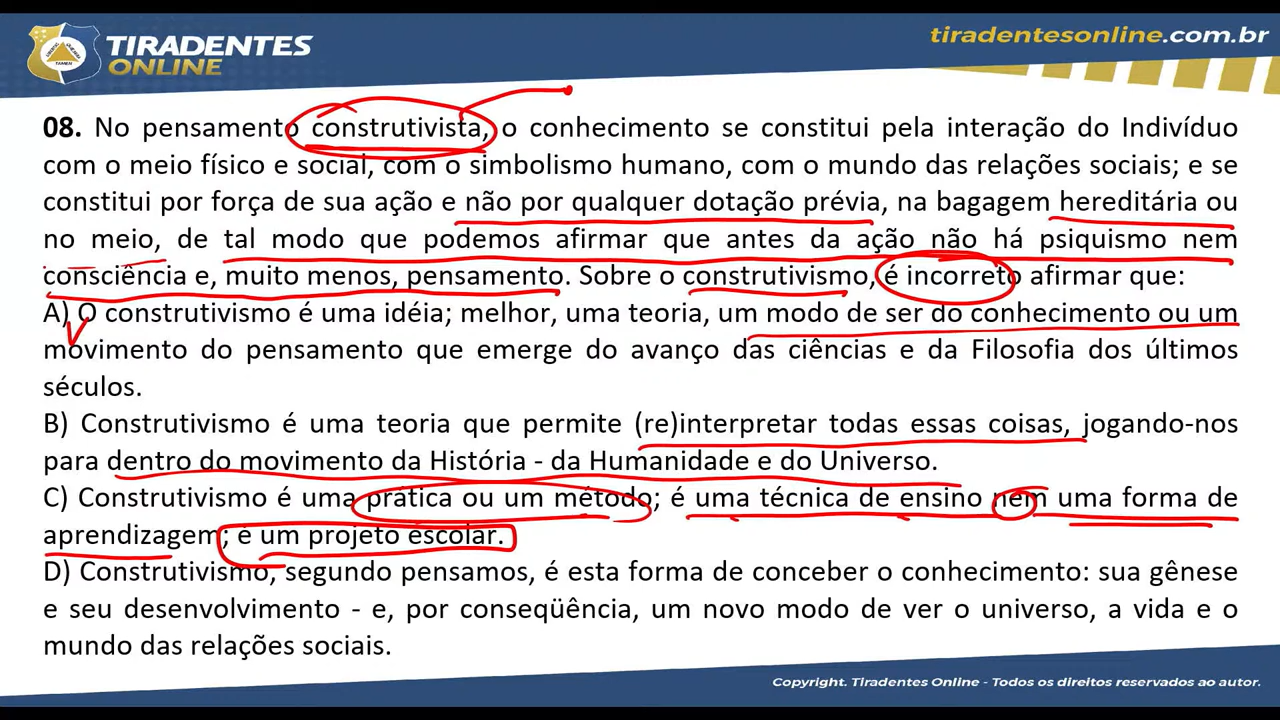 TIRADENTES
ONLINE
tiradentesonline.com.br
08. No pensamento construtivista, o conhecimento se constitui pela interação do Indivíduo
com o meio físico e social, com o simbolismo humano, com o mundo das relações sociais; e se
constitui por força de sua ação e não por qualquer dotação prévia, na bagagem hereditária ou
no meio, de tal modo que podemos afirmar que antes da ação não há psiquismo nem
consciência e, muito menos, pensamento. Sobre o construtivismo, é incorreto afirmar que:
A) O construtivismo é uma idéia; melhor, uma teoria, um modo de ser do conhecimento ou um
movimento do pensamento que emerge do avanço das ciências e da Filosofia dos últimos
séculos.
B) Construtivismo é uma teoria que permite (re)interpretar todas essas coisas, jogando-nos
para dentro do movimento da História - da Humanidade e do Universo.
C) Construtivismo é uma prática ou um método; é uma técnica de ensino nem uma forma de
aprendizagem; é um projeto escolar.
D) Construtivismo, segundo pensamos, é esta forma de conceber o conhecimento: sua gênese
e seu desenvolvimento - e, por conseqüência, um novo modo de ver o universo, a vida e o
mundo das relações sociais.
Copyright. Tiradentes Online - Todos os direitos reservados ao autor.